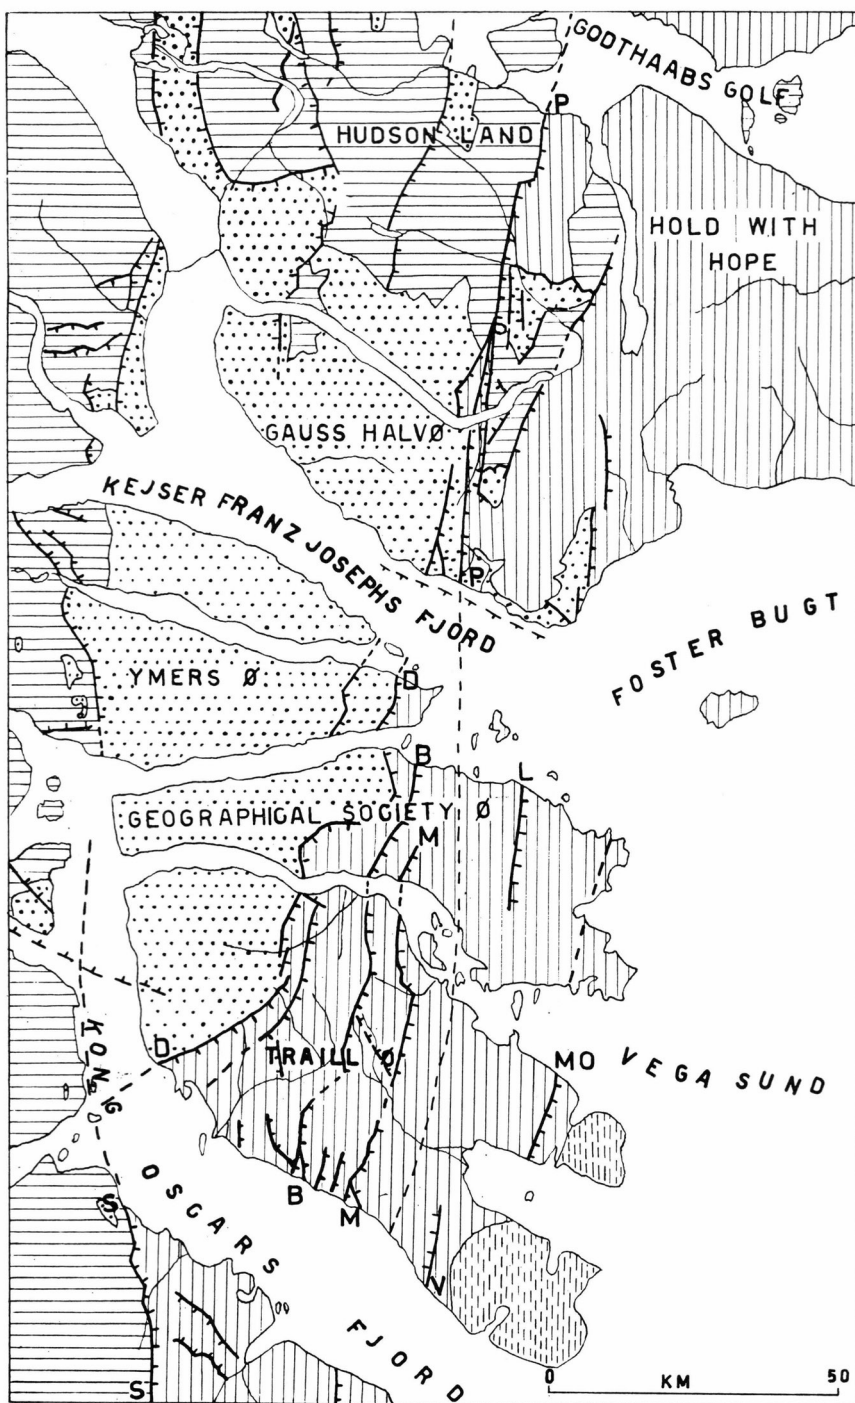 GODTHAABS GOLF
P
HUDSON LAND
HOLD WITH
HOPE
GAUSS HALVØ
KEJSER FRANZ JOSEPHS FJORD
P
FOSTER BUGT
YMERS Ø
D
B
L
GEOGRAPHICAL SOCIETY Ø
M
D
TRAILL Ø
MO
VEGA SUND
KONG
OSCARS
FJORD
B
M
S
N
S
0
KM
50